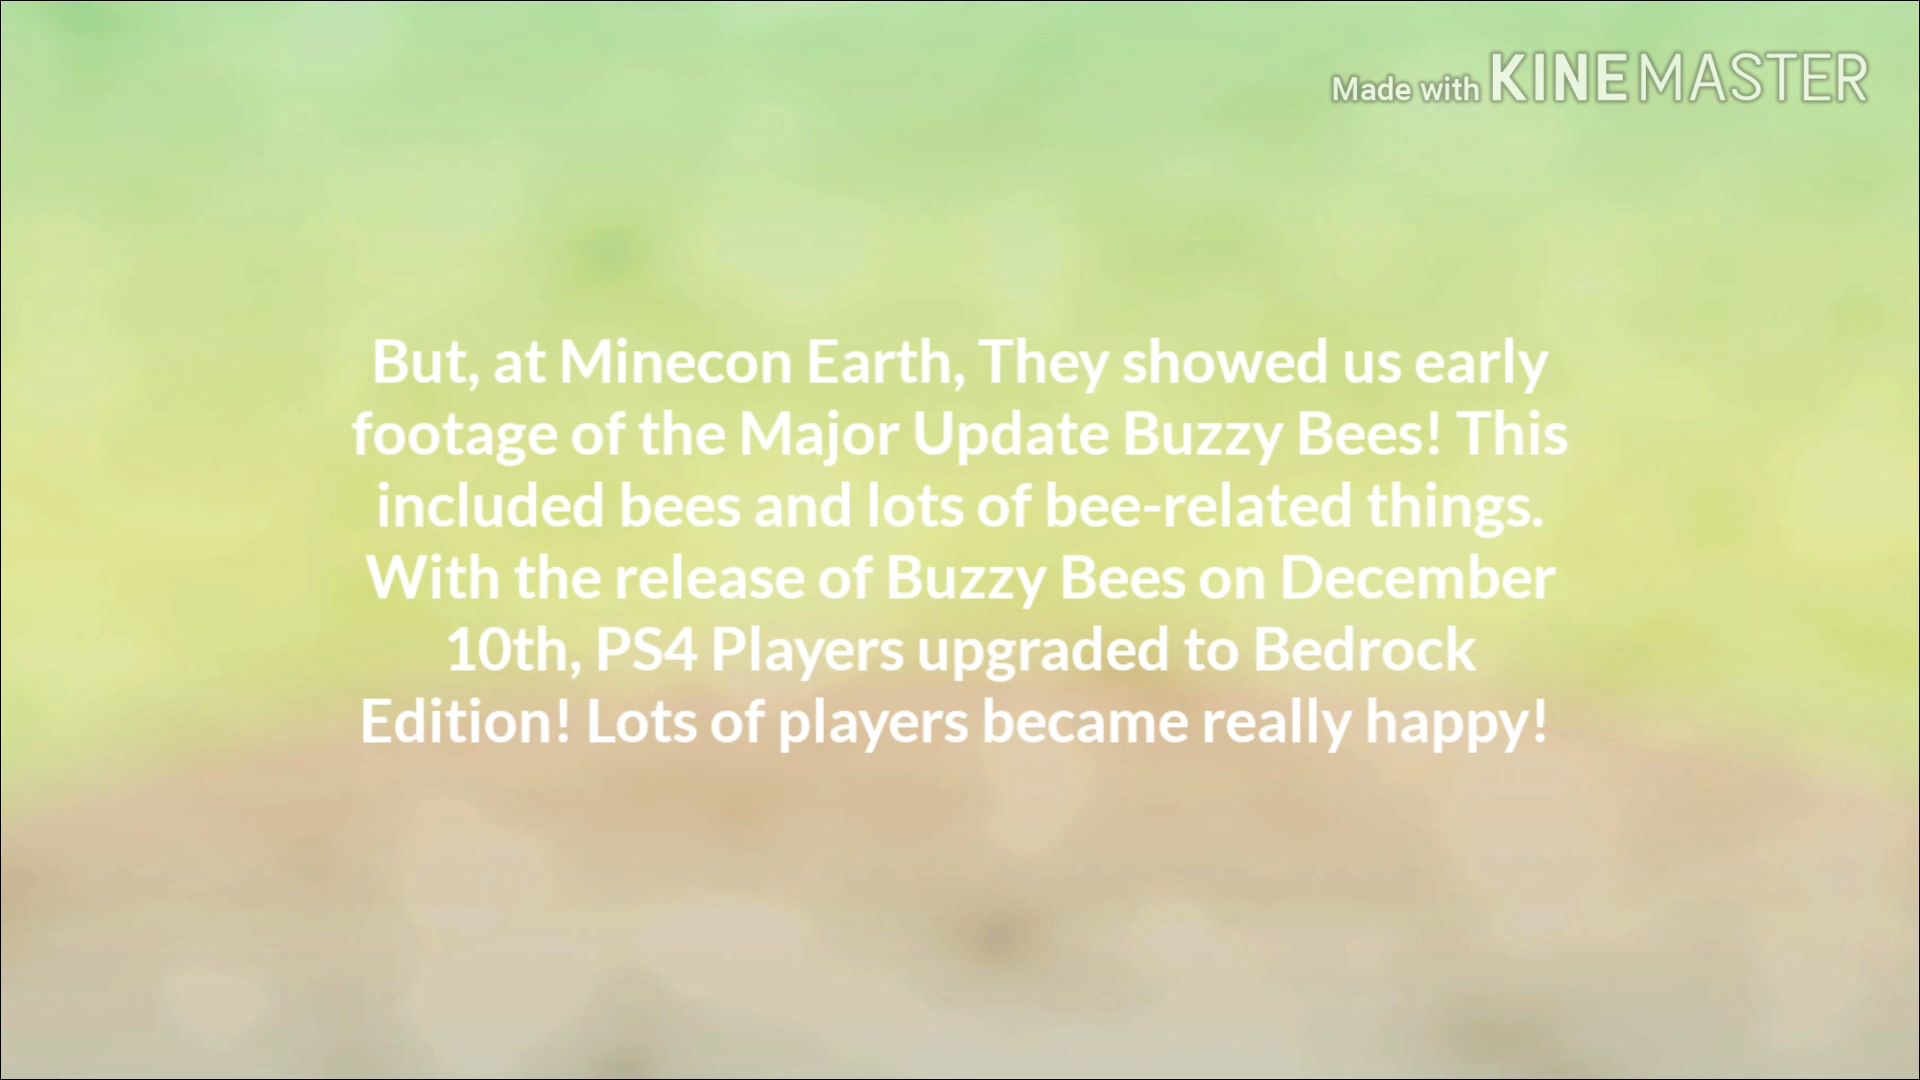 Made with KINEMASTER
But, at Minecon Earth, They showed us early
footage of the Major Update Buzzy Bees! This
included bees and lots of bee-related things.
With the release of Buzzy Bees on December
10th, PS4 Players upgraded to Bedrock
Edition! Lots of players became really happy!